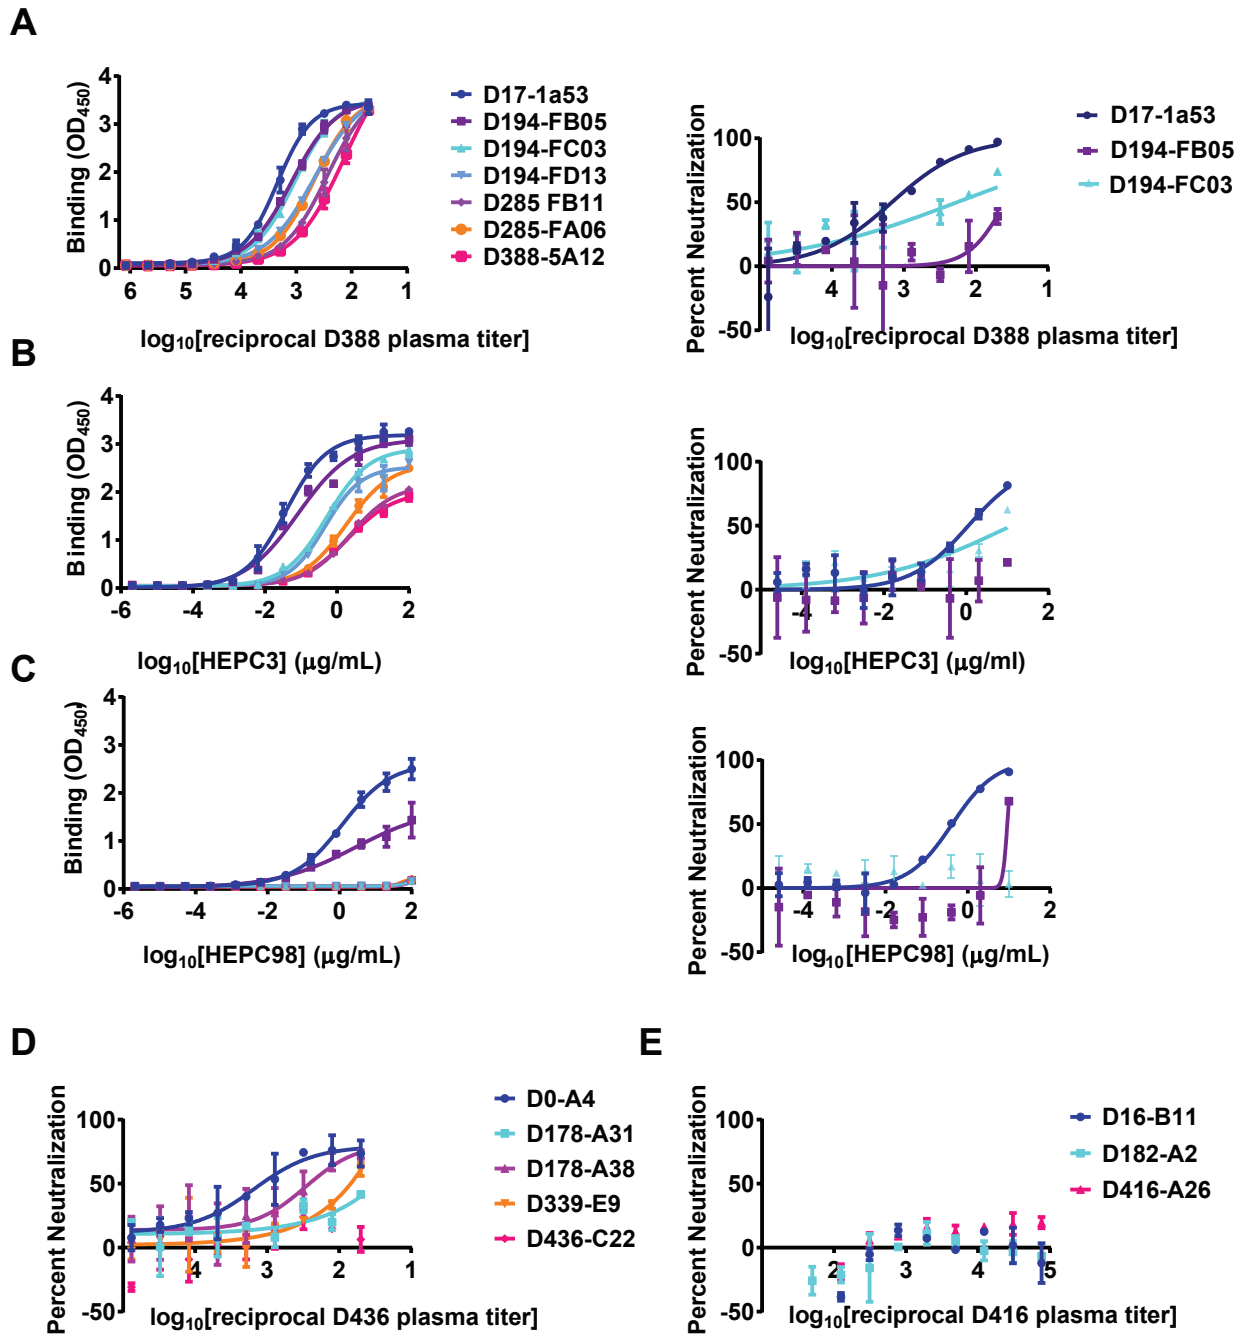 A
Binding (OD450)
4
3
2
1
0
6 5 4 3 2 1
log10[reciprocal D388 plasma titer]
D17-1a53
D194-FB05
D194-FC03
D194-FD13
D285 FB11
D285-FA06
D388-5A12
Percent Neutralization
100
50
0
-50
4 3 2 1
log10[reciprocal D388 plasma titer]
D17-1a53
D194-FB05
D194-FC03
B
Binding (OD450)
4
3
2
1
0
-6 -4 -2 0 2
log10[HEPC3] (μg/mL)
Percent Neutralization
100
50
0
-50
-4 -2 0 2
log10[HEPC3] (μg/ml)
C
Binding (OD450)
4
3
2
1
0
-6 -4 -2 0 2
log10[HEPC98] (μg/mL)
Percent Neutralization
100
50
0
-50
-4 -2 0 2
log10[HEPC98] (μg/mL)
D
Percent Neutralization
100
50
0
-50
4 3 2 1
log10[reciprocal D436 plasma titer]
D0-A4
D178-A31
D178-A38
D339-E9
D436-C22
E
Percent Neutralization
100
50
0
-50
2 3 4 5
log10[reciprocal D416 plasma titer]
D16-B11
D182-A2
D416-A26